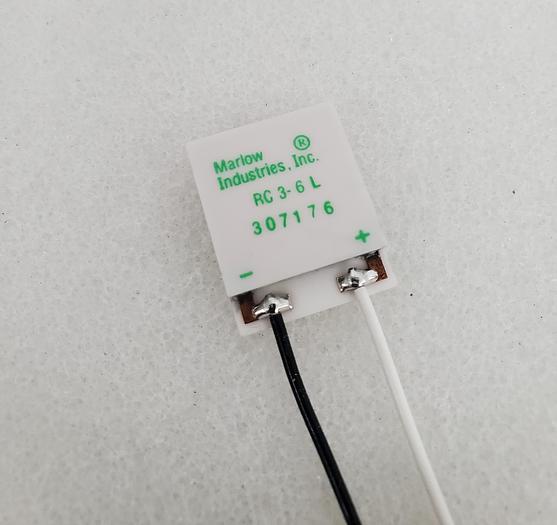 Marlow ®
Industries, Inc.
RC 3-6 L
307176
- +